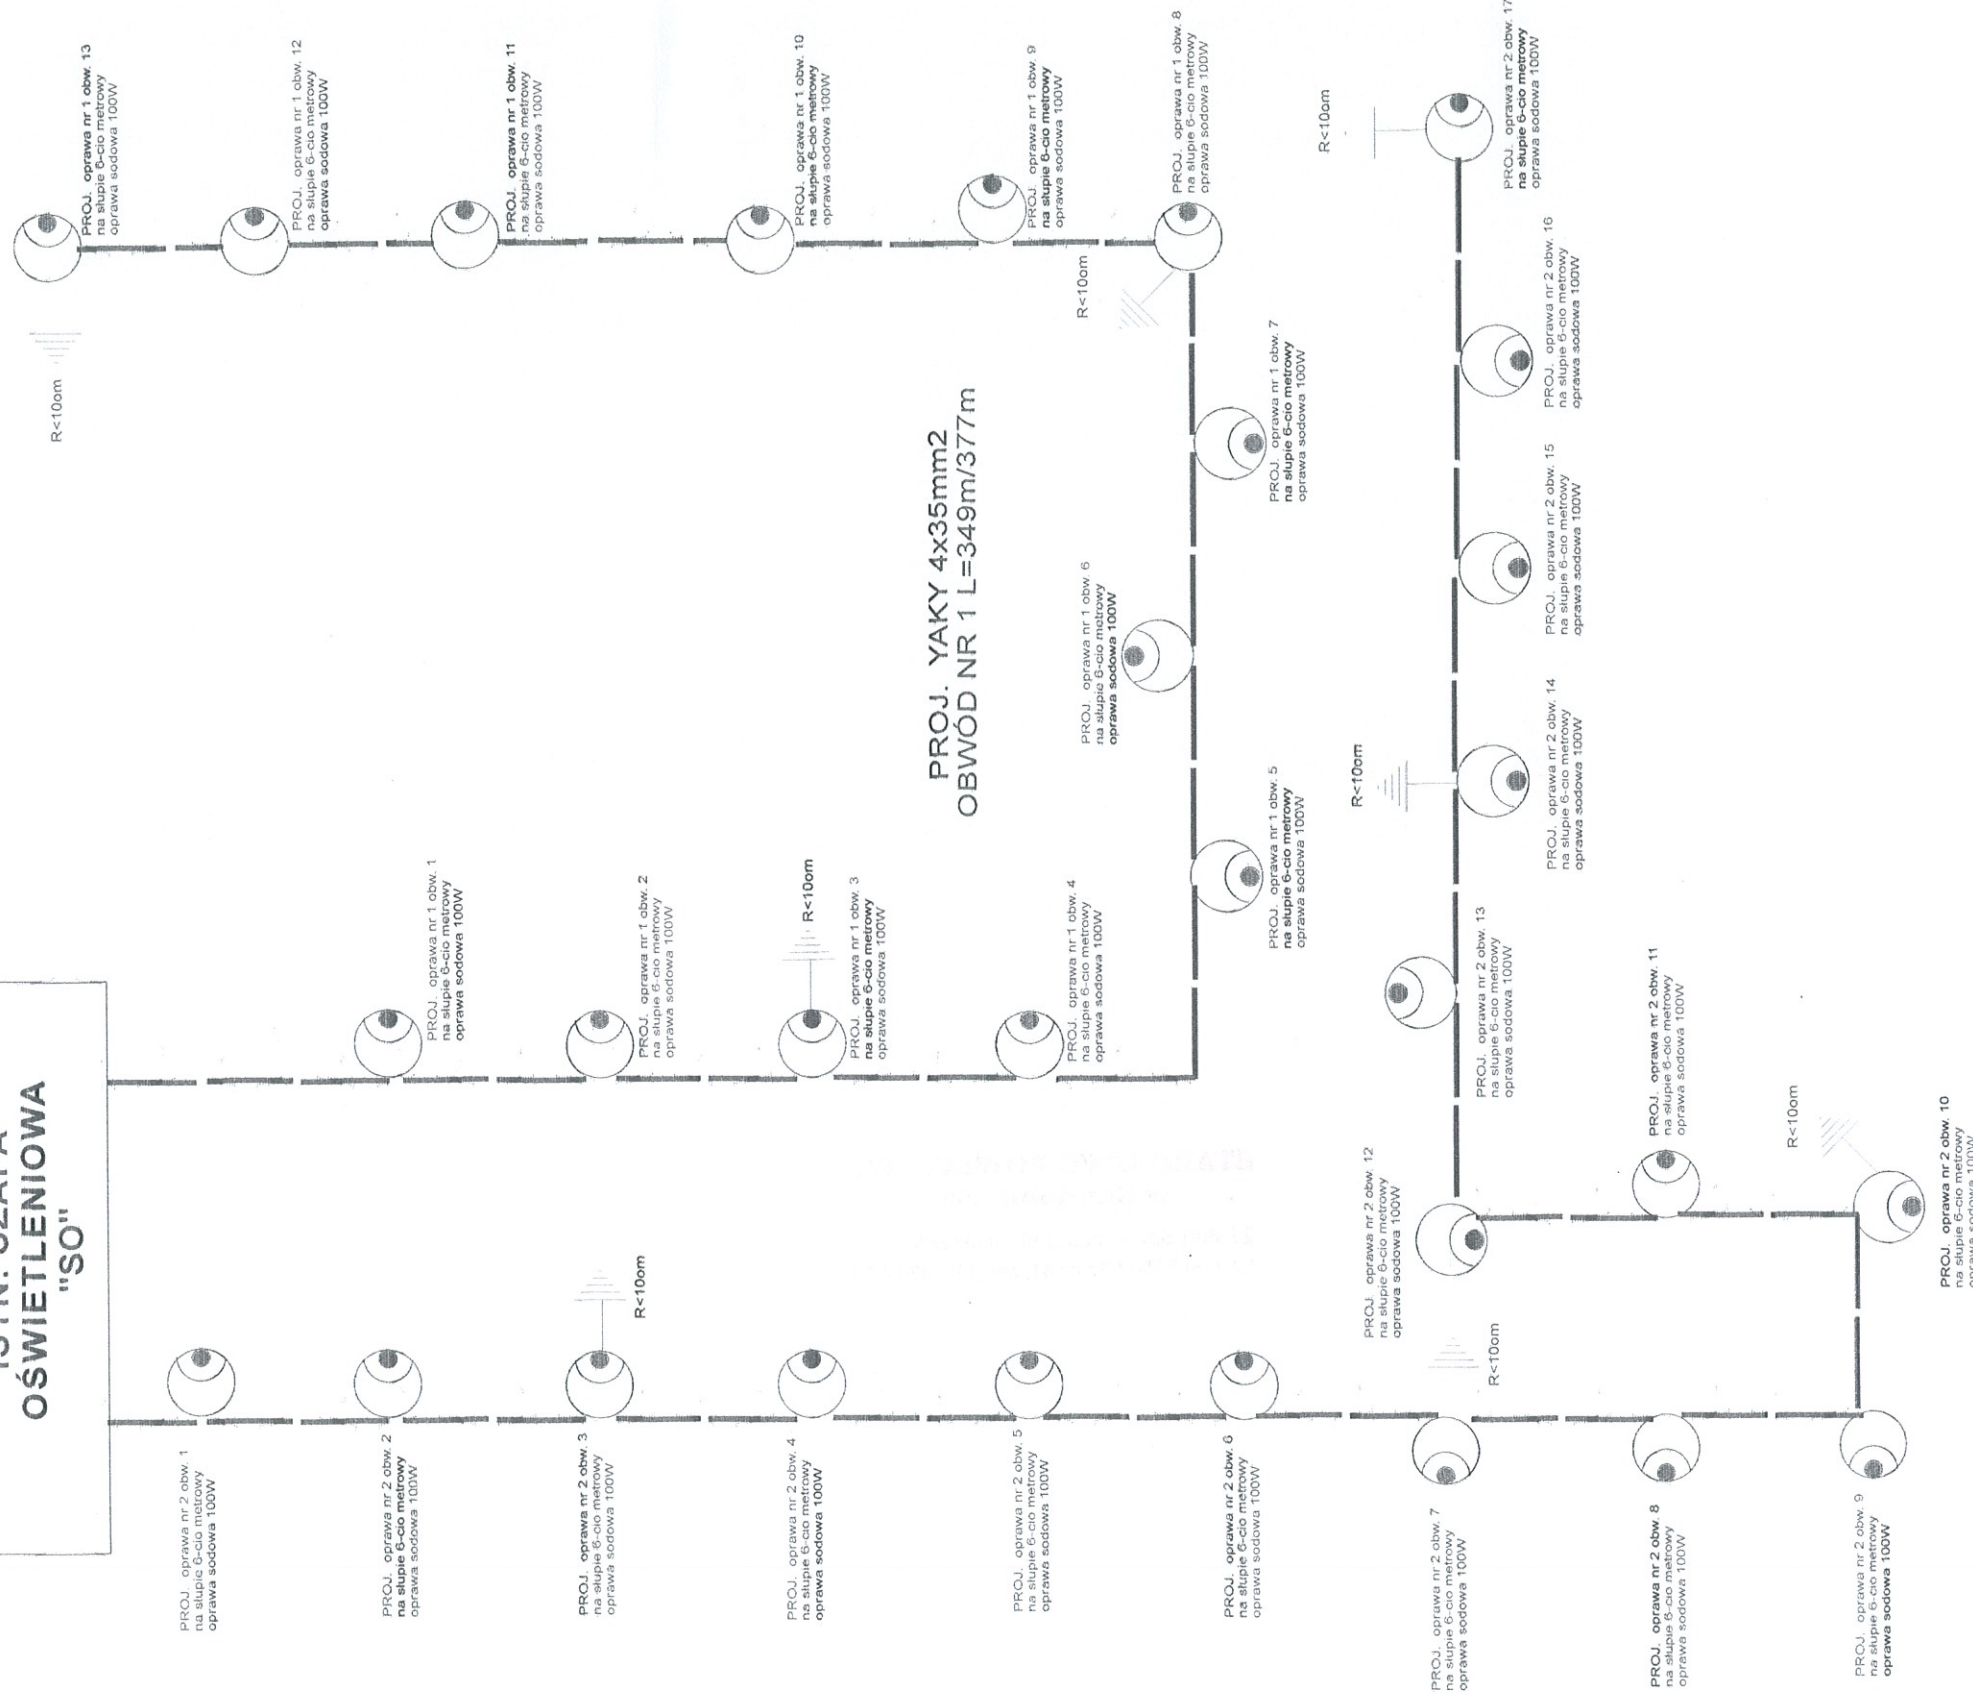 ISTN. SZAFA
OŚWIETLENIOWA
"SO"
PROJ. oprawa nr 2 obw. 1
na słupie 6-cio metrowy
oprawa sodowa 100W
PROJ. oprawa nr 2 obw. 2
na słupie 6-cio metrowy
oprawa sodowa 100W
PROJ. oprawa nr 2 obw. 3
na słupie 6-cio metrowy
oprawa sodowa 100W
R<10om
PROJ. oprawa nr 2 obw. 4
na słupie 6-cio metrowy
oprawa sodowa 100W
PROJ. oprawa nr 2 obw. 5
na słupie 6-cio metrowy
oprawa sodowa 100W
PROJ. oprawa nr 2 obw. 6
na słupie 6-cio metrowy
oprawa sodowa 100W
PROJ. oprawa nr 2 obw. 7
na słupie 6-cio metrowy
oprawa sodowa 100W
R<10om
PROJ. oprawa nr 2 obw. 8
na słupie 6-cio metrowy
oprawa sodowa 100W
PROJ. oprawa nr 2 obw. 9
na słupie 6-cio metrowy
oprawa sodowa 100W
PROJ. oprawa nr 2 obw. 10
na słupie 6-cio metrowy
oprawa sodowa 100W
R<10om
PROJ. oprawa nr 2 obw. 11
na słupie 6-cio metrowy
oprawa sodowa 100W
PROJ. oprawa nr 2 obw. 12
na słupie 6-cio metrowy
oprawa sodowa 100W
PROJ. oprawa nr 2 obw. 13
na słupie 6-cio metrowy
oprawa sodowa 100W
PROJ. oprawa nr 2 obw. 14
na słupie 6-cio metrowy
oprawa sodowa 100W
R<10om
PROJ. oprawa nr 2 obw. 15
na słupie 6-cio metrowy
oprawa sodowa 100W
PROJ. oprawa nr 2 obw. 16
na słupie 6-cio metrowy
oprawa sodowa 100W
PROJ. oprawa nr 2 obw. 17
na słupie 6-cio metrowy
oprawa sodowa 100W
R<10om
PROJ. oprawa nr 1 obw. 1
na słupie 6-cio metrowy
oprawa sodowa 100W
PROJ. oprawa nr 1 obw. 2
na słupie 6-cio metrowy
oprawa sodowa 100W
R<10om
PROJ. oprawa nr 1 obw. 3
na słupie 6-cio metrowy
oprawa sodowa 100W
PROJ. oprawa nr 1 obw. 4
na słupie 6-cio metrowy
oprawa sodowa 100W
PROJ. oprawa nr 1 obw. 5
na słupie 6-cio metrowy
oprawa sodowa 100W
PROJ. YAKY 4x35mm2
OBWÓD NR 1 L=349m/377m
PROJ. oprawa nr 1 obw. 6
na słupie 6-cio metrowy
oprawa sodowa 100W
PROJ. oprawa nr 1 obw. 7
na słupie 6-cio metrowy
oprawa sodowa 100W
R<10om
PROJ. oprawa nr 1 obw. 8
na słupie 6-cio metrowy
oprawa sodowa 100W
PROJ. oprawa nr 1 obw. 9
na słupie 6-cio metrowy
oprawa sodowa 100W
PROJ. oprawa nr 1 obw. 10
na słupie 6-cio metrowy
oprawa sodowa 100W
PROJ. oprawa nr 1 obw. 11
na słupie 6-cio metrowy
oprawa sodowa 100W
PROJ. oprawa nr 1 obw. 12
na słupie 6-cio metrowy
oprawa sodowa 100W
PROJ. oprawa nr 1 obw. 13
na słupie 6-cio metrowy
oprawa sodowa 100W
R<10om